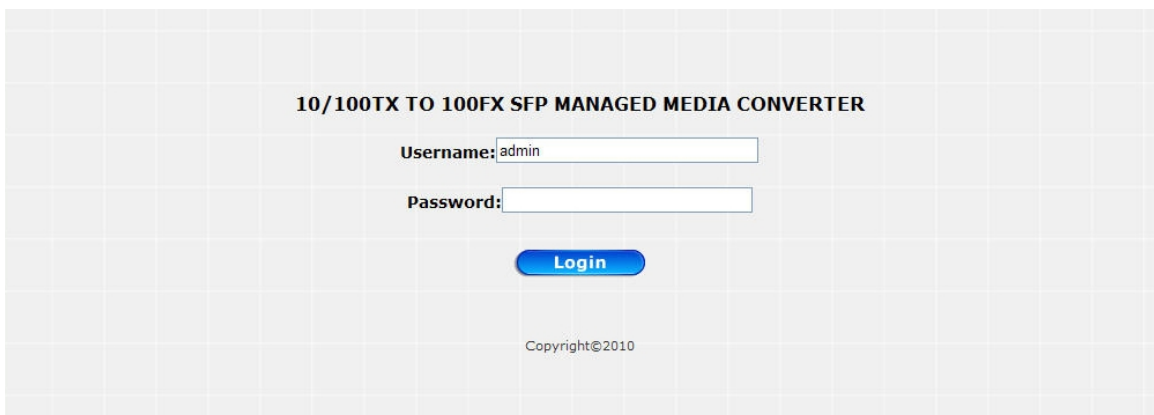 10/100TX TO 100FX SFP MANAGED MEDIA CONVERTER
Username: admin
Password:
Login
Copyright©2010